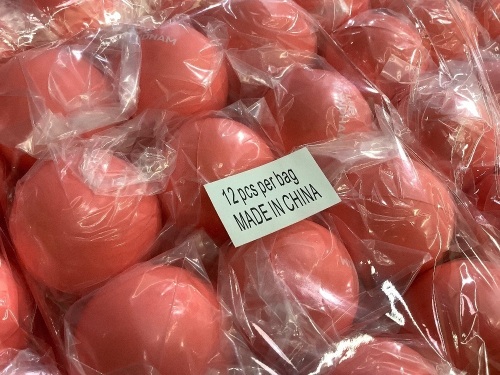 12 pcs per bag
MADE IN CHINA